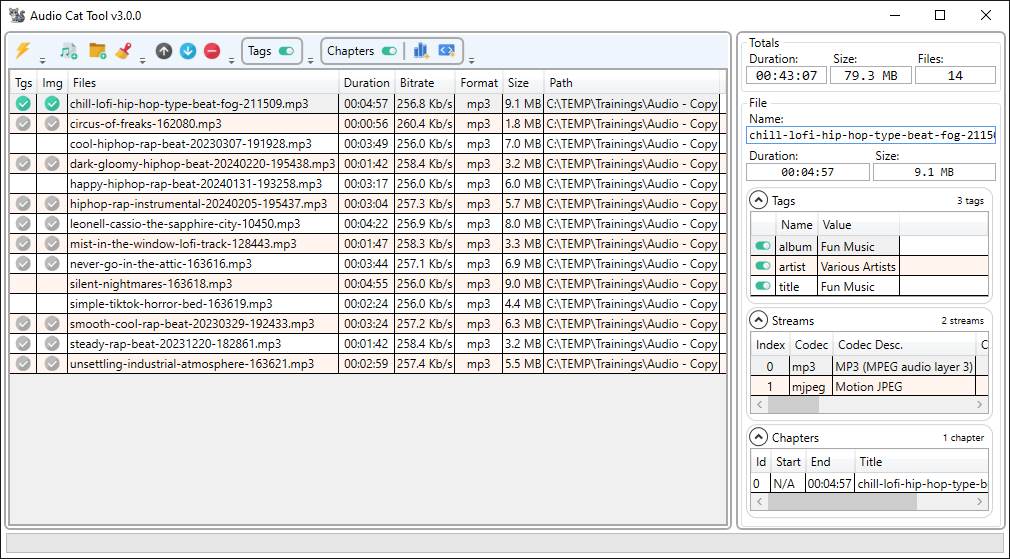 Audio Cat Tool v3.0.0
Tags
Chapters
Tgs Img Files Duration Bitrate Format Size Path
chill-lofi-hip-hop-type-beat-fog-211509.mp3 00:04:57 256.8 Kb/s mp3 9.1 MB C:\TEMP\Trainings\Audio - Copy
circus-of-freaks-162080.mp3 00:00:56 260.4 Kb/s mp3 1.8 MB C:\TEMP\Trainings\Audio - Copy
cool-hiphop-rap-beat-20230307-191928.mp3 00:03:49 256.0 Kb/s mp3 7.0 MB C:\TEMP\Trainings\Audio - Copy
dark-gloomy-hiphop-beat-20240220-195438.mp3 00:01:42 258.4 Kb/s mp3 3.2 MB C:\TEMP\Trainings\Audio - Copy
happy-hiphop-rap-beat-20240131-193258.mp3 00:03:17 256.0 Kb/s mp3 6.0 MB C:\TEMP\Trainings\Audio - Copy
hiphop-rap-instrumental-20240205-195437.mp3 00:03:04 257.3 Kb/s mp3 5.7 MB C:\TEMP\Trainings\Audio - Copy
leonell-cassio-the-sapphire-city-10450.mp3 00:04:22 256.9 Kb/s mp3 8.0 MB C:\TEMP\Trainings\Audio - Copy
mist-in-the-window-lofi-track-128443.mp3 00:01:47 258.3 Kb/s mp3 3.3 MB C:\TEMP\Trainings\Audio - Copy
never-go-in-the-attic-163616.mp3 00:03:44 257.1 Kb/s mp3 6.9 MB C:\TEMP\Trainings\Audio - Copy
silent-nightmares-163618.mp3 00:04:55 256.0 Kb/s mp3 9.0 MB C:\TEMP\Trainings\Audio - Copy
simple-tiktok-horror-bed-163619.mp3 00:02:24 256.0 Kb/s mp3 4.4 MB C:\TEMP\Trainings\Audio - Copy
smooth-cool-rap-beat-20230329-192433.mp3 00:03:24 257.2 Kb/s mp3 6.3 MB C:\TEMP\Trainings\Audio - Copy
steady-rap-beat-20231220-182861.mp3 00:01:42 258.4 Kb/s mp3 3.2 MB C:\TEMP\Trainings\Audio - Copy
unsettling-industrial-atmosphere-163621.mp3 00:02:59 257.4 Kb/s mp3 5.5 MB C:\TEMP\Trainings\Audio - Copy
Totals
Duration: Size: Files:
00:43:07 79.3 MB 14
File
Name:
chill-lofi-hip-hop-type-beat-fog-2115
Duration: Size:
00:04:57 9.1 MB
Tags 3 tags
Name Value
album Fun Music
artist Various Artists
title Fun Music
Streams 2 streams
Index Codec Codec Desc. C
0 mp3 MP3 (MPEG audio layer 3)
1 mjpeg Motion JPEG
Chapters 1 chapter
Id Start End Title
0 N/A 00:04:57 chill-lofi-hip-hop-type-b